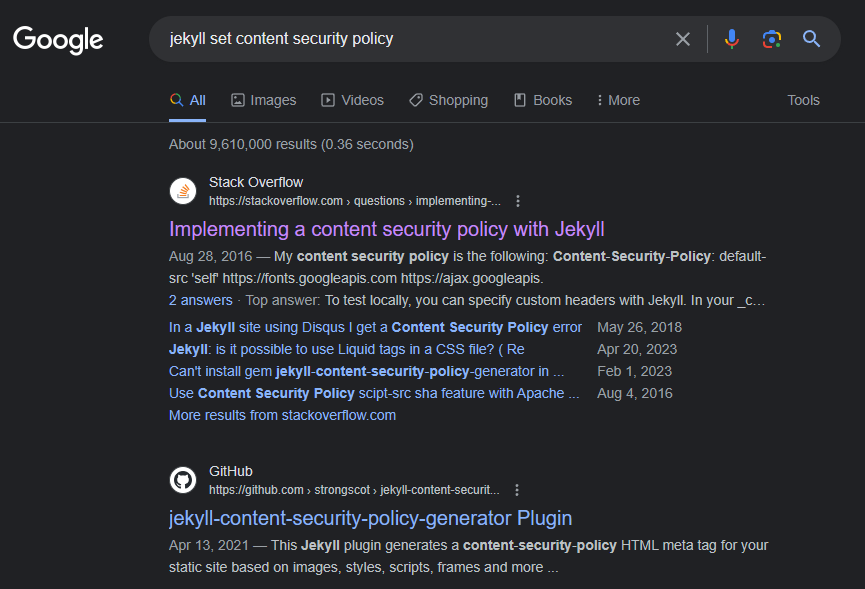 Google
jekyll set content security policy
All Images Videos Shopping Books More Tools
About 9,610,000 results (0.36 seconds)
Stack Overflow
https://stackoverflow.com › questions › implementing-...
Implementing a content security policy with Jekyll
Aug 28, 2016 — My content security policy is the following: Content-Security-Policy: default-
src 'self' https://fonts.googleapis.com https://ajax.googleapis.
2 answers · Top answer: To test locally, you can specify custom headers with Jekyll. In your _c…
In a Jekyll site using Disqus I get a Content Security Policy error May 26, 2018
Jekyll: is it possible to use Liquid tags in a CSS file? ( Re Apr 20, 2023
Can't install gem jekyll-content-security-policy-generator in ... Feb 1, 2023
Use Content Security Policy scipt-src sha feature with Apache ... Aug 4, 2016
More results from stackoverflow.com
GitHub
https://github.com › strongscot › jekyll-content-securit...
jekyll-content-security-policy-generator Plugin
Apr 13, 2021 — This Jekyll plugin generates a content-security-policy HTML meta tag for your
static site based on images, styles, scripts, frames and more ...